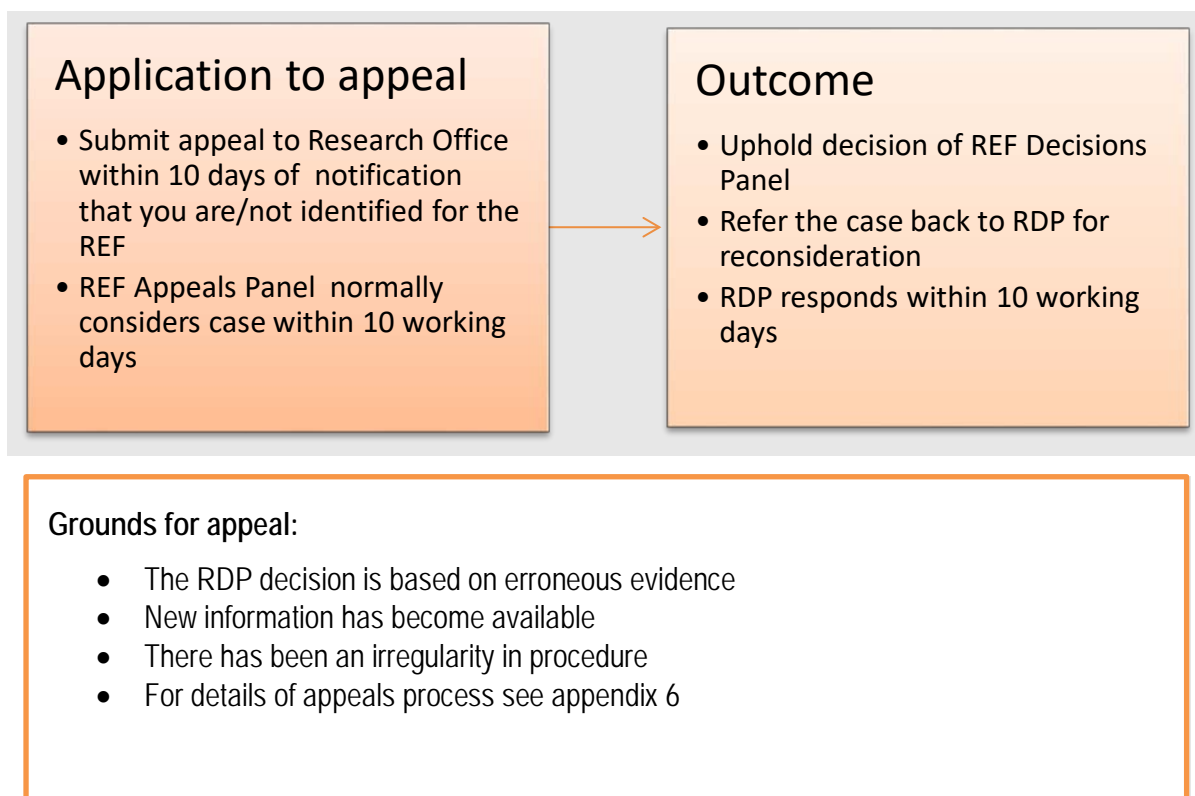 Application to appeal
• Submit appeal to Research Office
within 10 days of  notification
that you are/not identified for the
REF
• REF Appeals Panel  normally
considers case within 10 working
days
Outcome
• Uphold decision of REF Decisions
Panel
• Refer the case back to RDP for
reconsideration
• RDP responds within 10 working
days
Grounds for appeal:
• The RDP decision is based on erroneous evidence
• New information has become available
• There has been an irregularity in procedure
• For details of appeals process see appendix 6